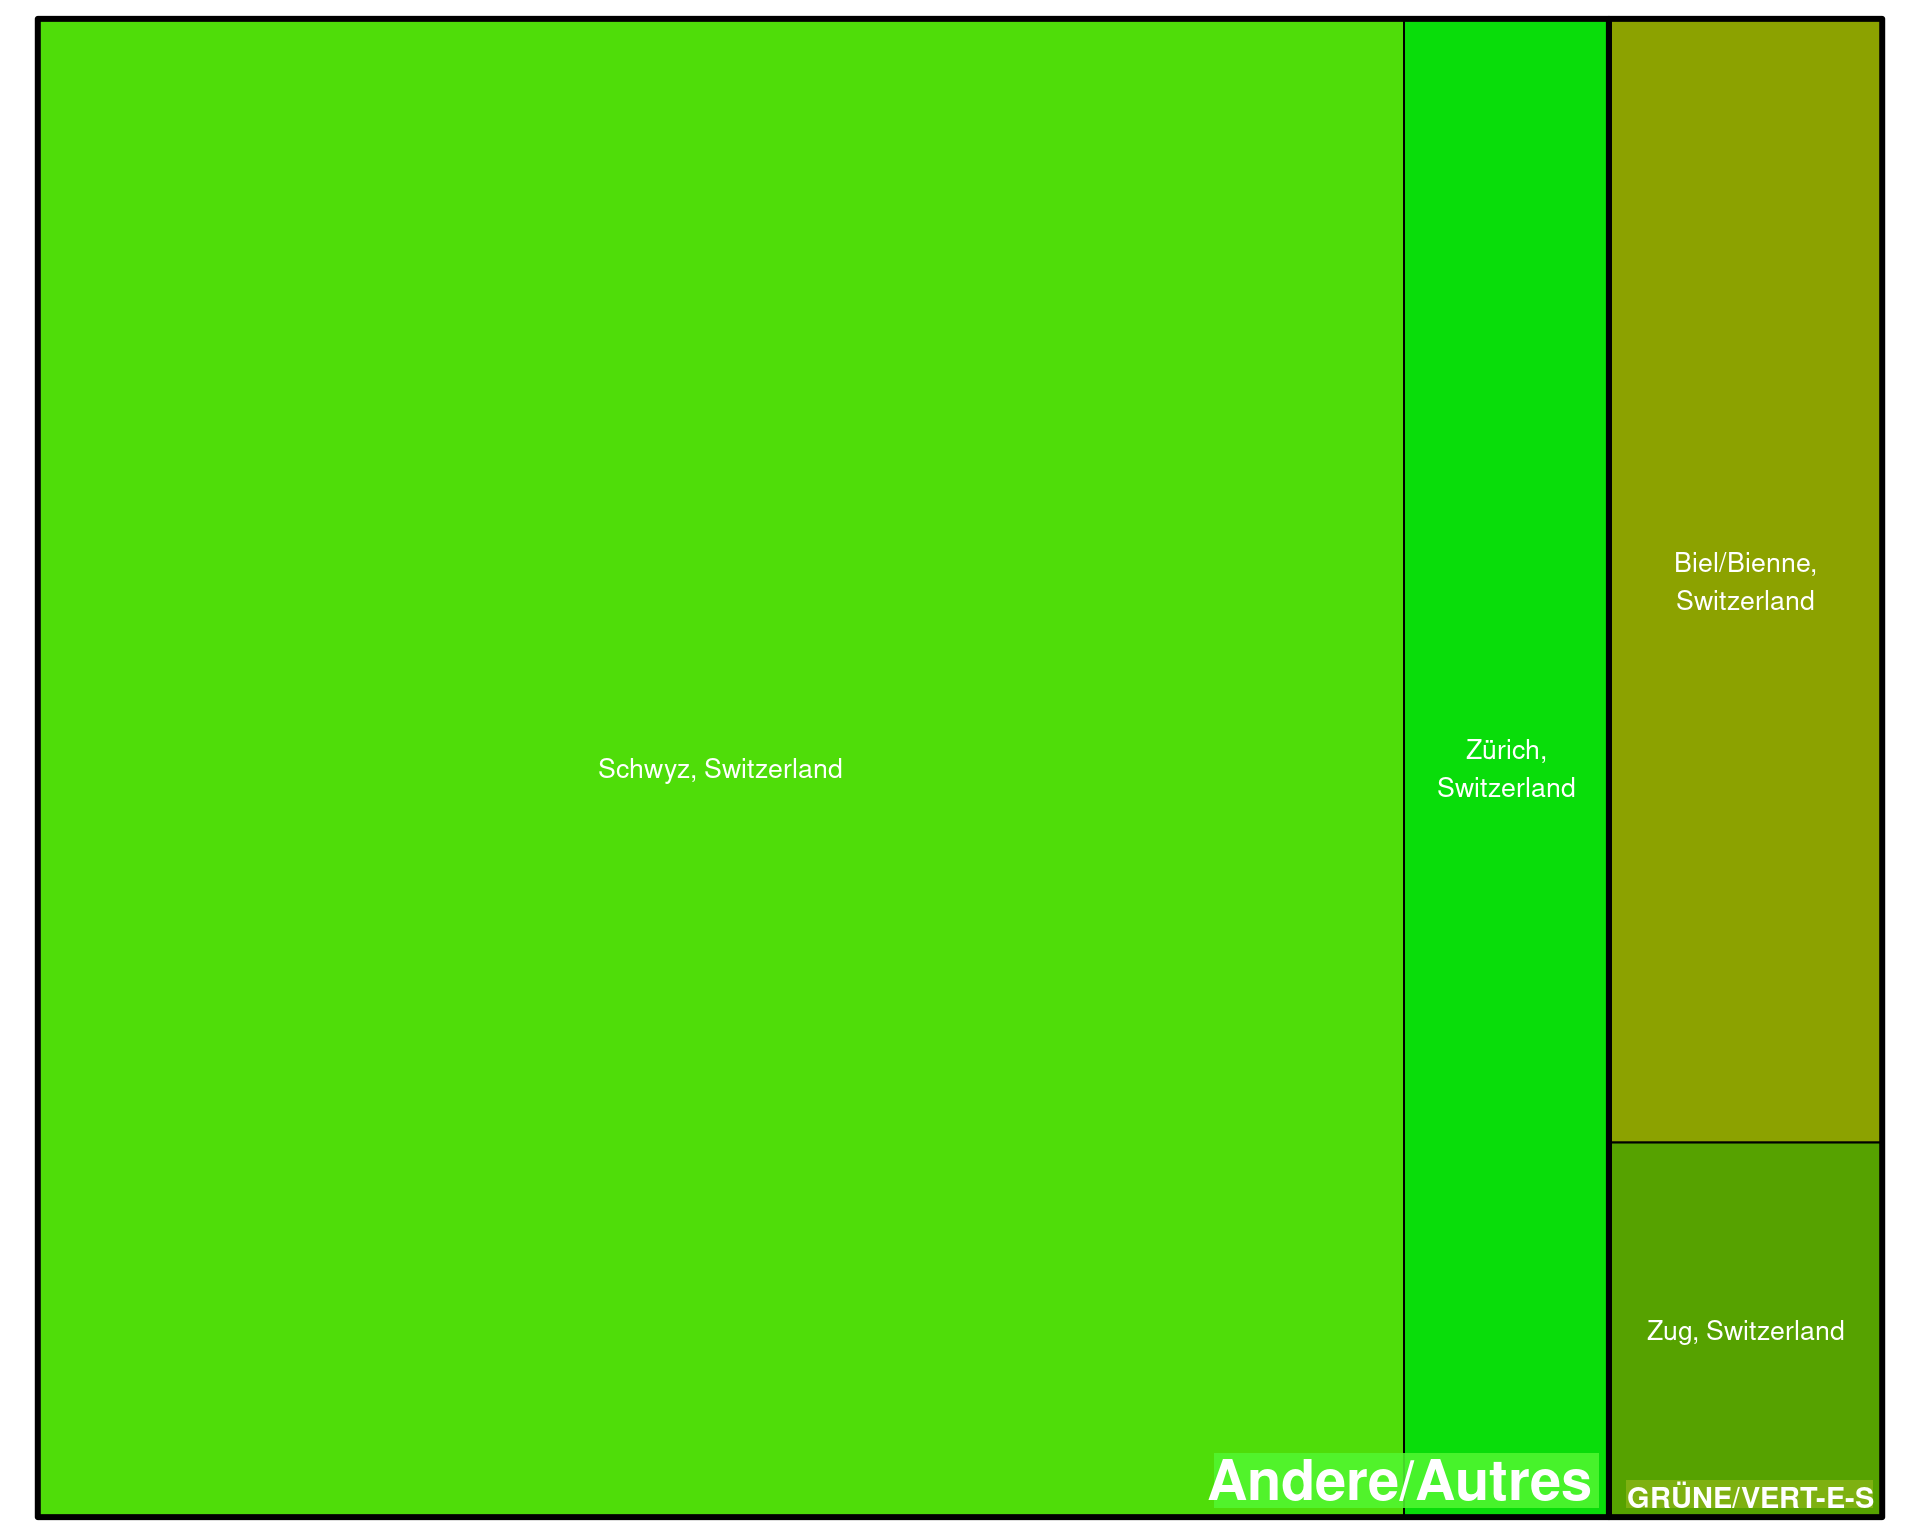 Schwyz, Switzerland
Zürich,
Switzerland
Andere/Autres
Biel/Bienne,
Switzerland
Zug, Switzerland
GRÜNE/VERT-E-S